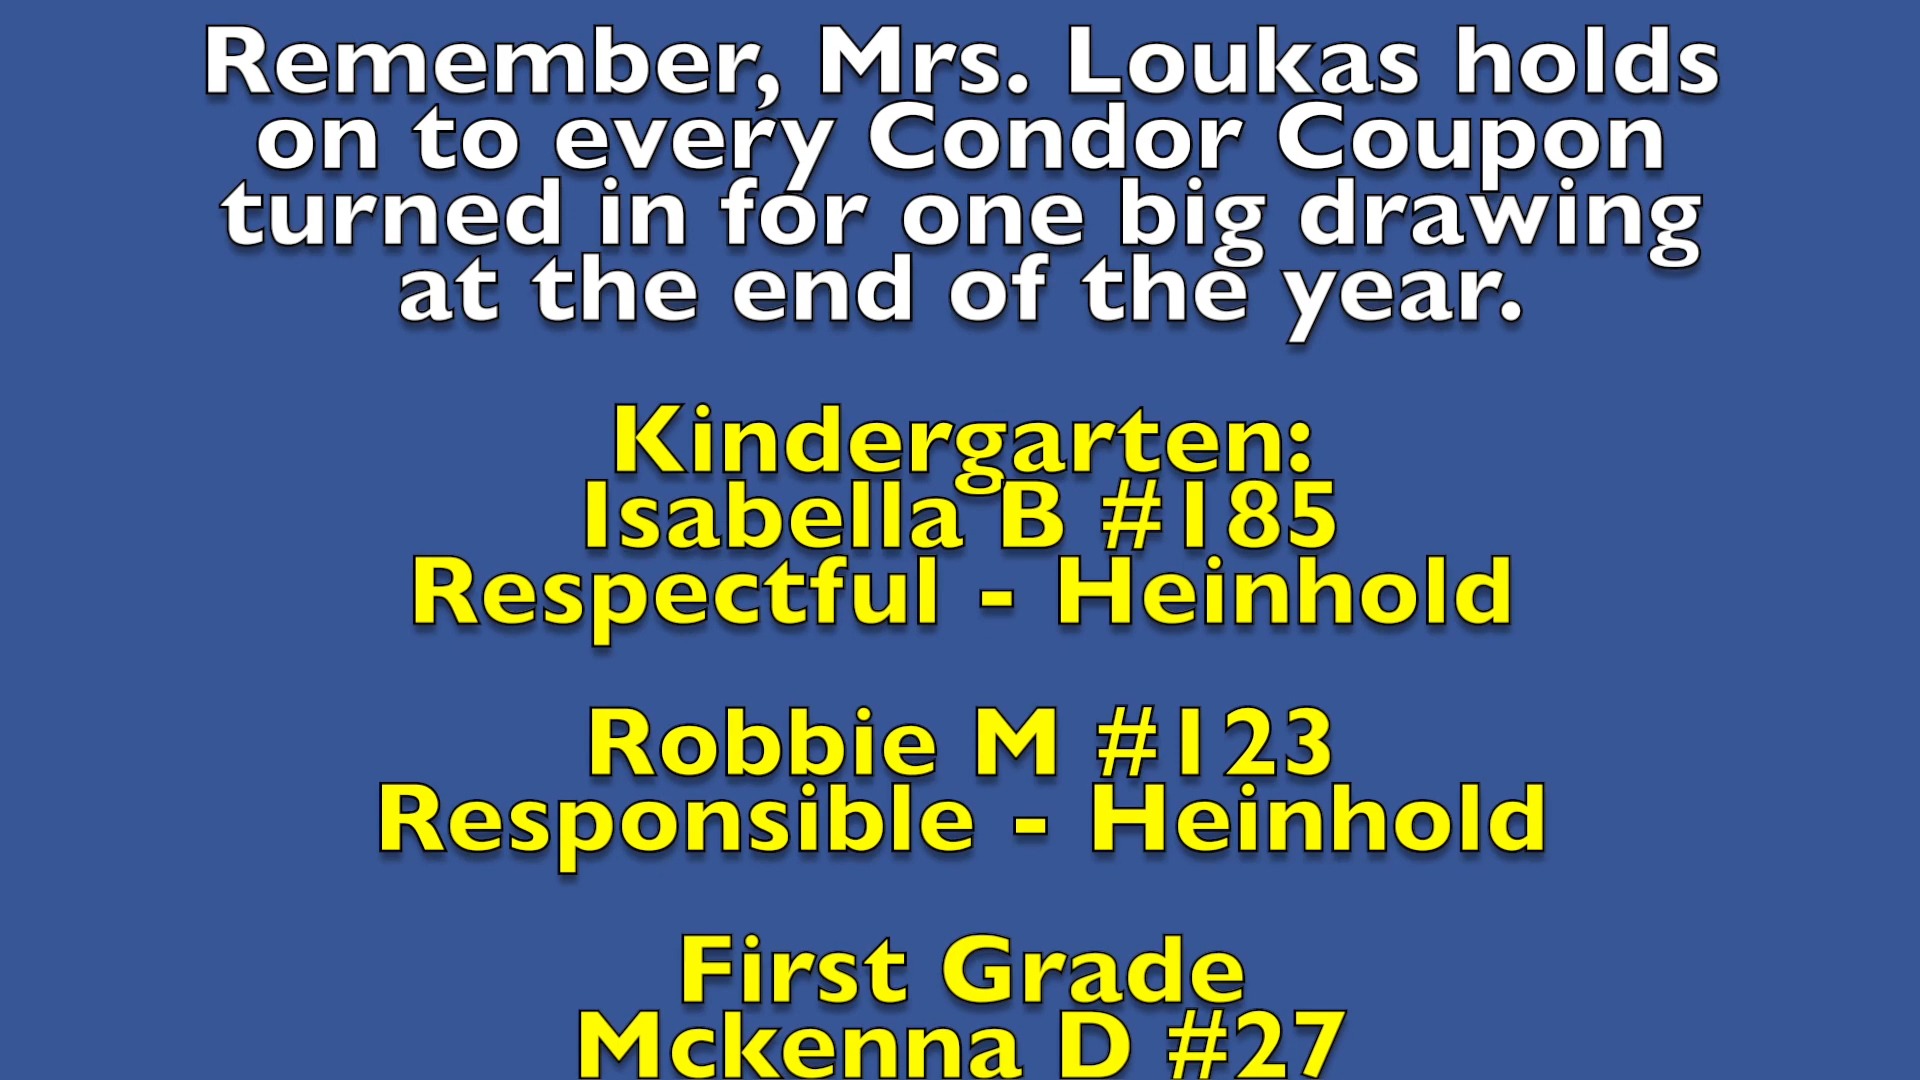 Remember, Mrs. Loukas holds
on to every Condor Coupon
turned in for one big drawing
at the end of the year.
Kindergarten:
Isabella B #185
Respectful - Heinhold
Robbie M #123
Responsible - Heinhold
First Grade
Mckenna D #27